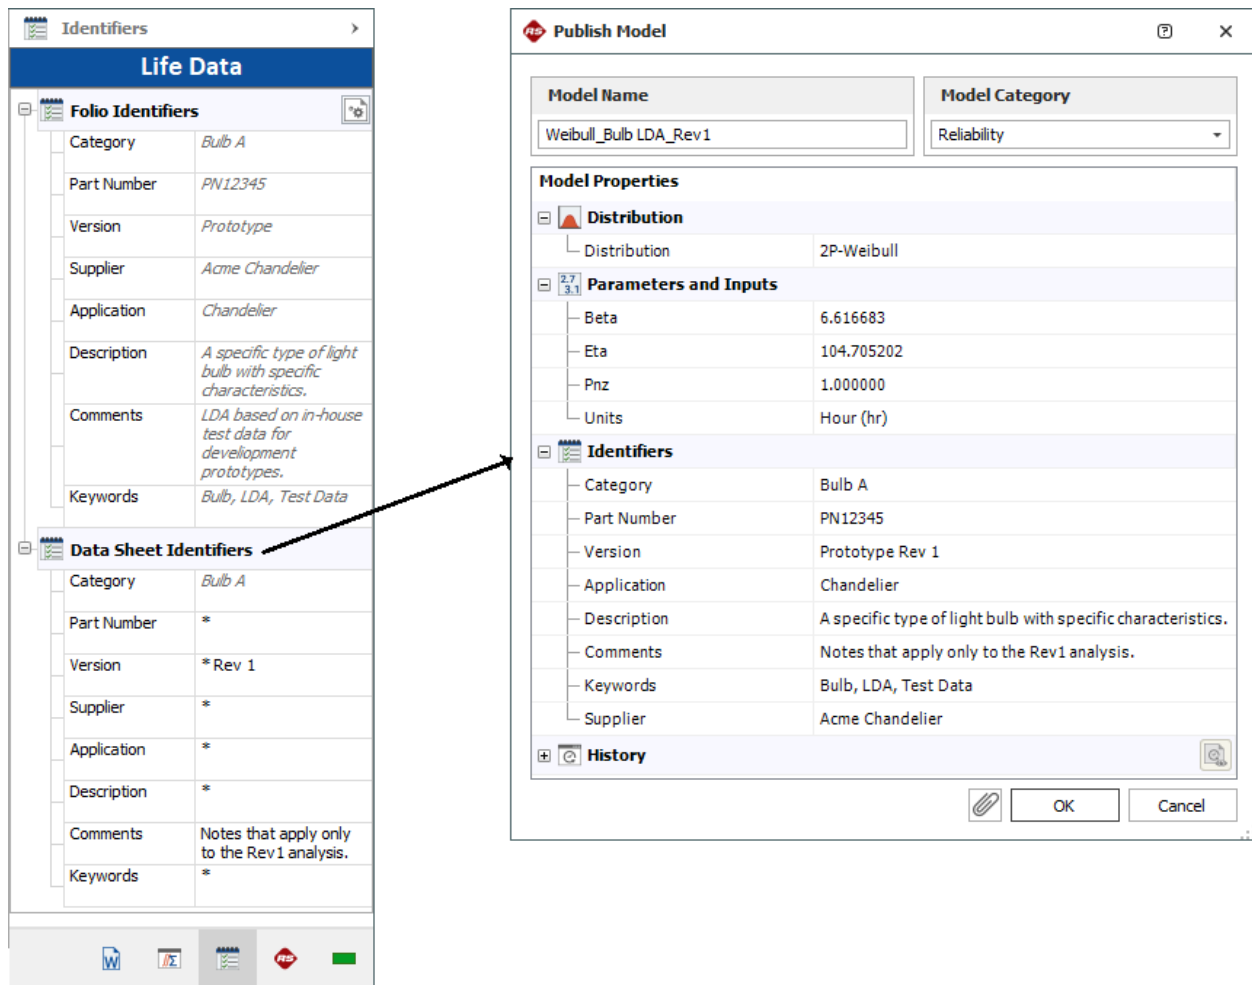 Identifiers
Life Data
Folio Identifiers
Category Bulb A
Part Number PN12345
Version Prototype
Supplier Acme Chandelier
Application Chandelier
Description A specific type of light
bulb with specific
characteristics.
Comments LDA based on in-house
test data for
development
prototypes.
Keywords Bulb, LDA, Test Data
Data Sheet Identifiers
Category Bulb A
Part Number *
Version * Rev 1
Supplier *
Application *
Description *
Comments Notes that apply only
to the Rev1 analysis.
Keywords *
RS Publish Model
Model Name
Weibull_Bulb LDA_Rev1
Model Category
Reliability
Model Properties
Distribution
Distribution 2P-Weibull
2.7
3.1 Parameters and Inputs
Beta 6.616683
Eta 104.705202
Pnz 1.000000
Units Hour (hr)
Identifiers
Category Bulb A
Part Number PN12345
Version Prototype Rev 1
Application Chandelier
Description A specific type of light bulb with specific characteristics.
Comments Notes that apply only to the Rev1 analysis.
Keywords Bulb, LDA, Test Data
Supplier Acme Chandelier
History
OK Cancel
W Σ RS